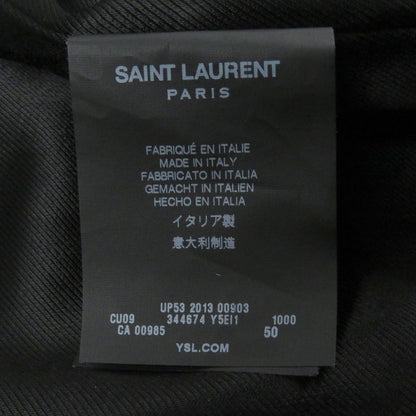 SAINT LAURENT
PARIS
FABRIQUÉ EN ITALIE
MADE IN ITALY
FABBRICATO IN ITALIA
GEMACHT IN ITALIEN
HECHO EN ITALIA
イタリア製
意大利制造
UP53 2013 00903
CU09 344674 Y5EI1 1000
CA 00985 50
YSL.COM